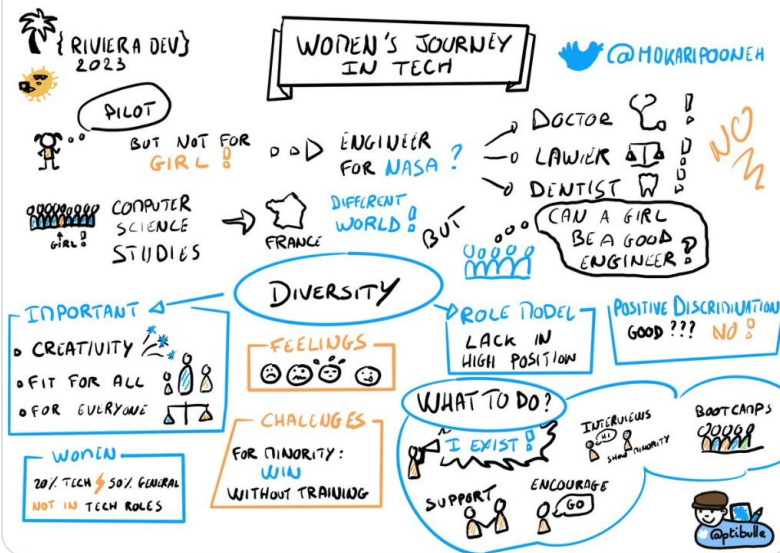 {RIVIERA DEV}
2023
WOMEN'S JOURNEY
IN TECH
@MOKARIPOONEH
PILOT
BUT NOT FOR
GIRL!
ENGINEER
FOR NASA?
DOCTOR !
LAWIER !
DENTIST !
NO
COMPUTER
SCIENCE
STUDIES
GIRL!
FRANCE
DIFFERENT
WORLD!
BUT
CAN A GIRL
BE A GOOD
ENGINEER?
DIVERSITY
IMPORTANT
• CREATIVITY
• FIT FOR ALL
• FOR EVERYONE
FEELINGS
ROLE MODEL
LACK IN
HIGH POSITION
POSITIVE DISCRIMINATION
GOOD ??? NO!
WOMEN
20% TECH 50% GENERAL
NOT IN TECH ROLES
CHALENGES
FOR MINORITY:
WIN
WITHOUT TRAINING
WHAT TO DO?
I EXIST!
INTERVIEWS
HI
SHOW MINORITY
BOOTCAMPS
SUPPORT
ENCOURAGE
GO
@ptibulle